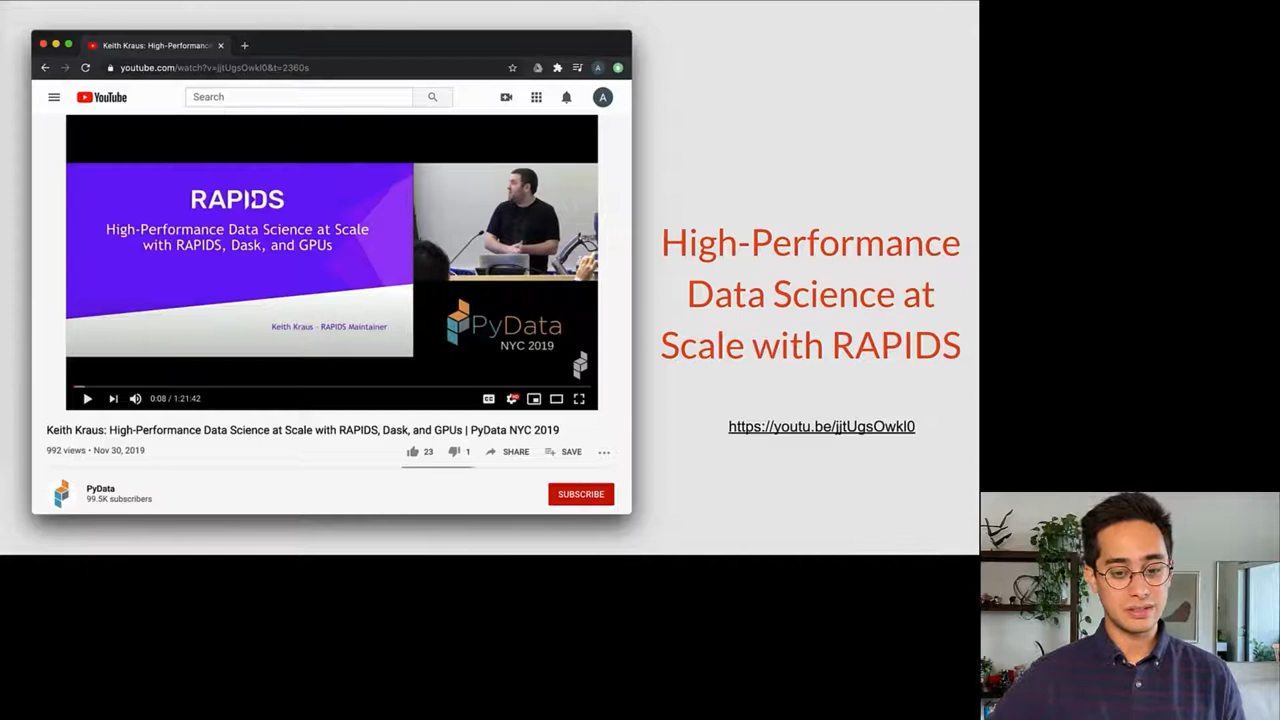 Keith Kraus: High-Performanc
youtube.com/watch?v=jjtUgsOwkl0&t=2360s
A
YouTube
Search
A
RAPIDS
High-Performance Data Science at Scale
with RAPIDS, Dask, and GPUs
Keith Kraus - RAPIDS Maintainer
PyData
NYC 2019
0:08 / 1:21:42
CC
Keith Kraus: High-Performance Data Science at Scale with RAPIDS, Dask, and GPUs | PyData NYC 2019
992 views • Nov 30, 2019
23
1
SHARE
SAVE
PyData
99.5K subscribers
SUBSCRIBE
High-Performance
Data Science at
Scale with RAPIDS
https://youtu.be/jjtUgsOwkl0